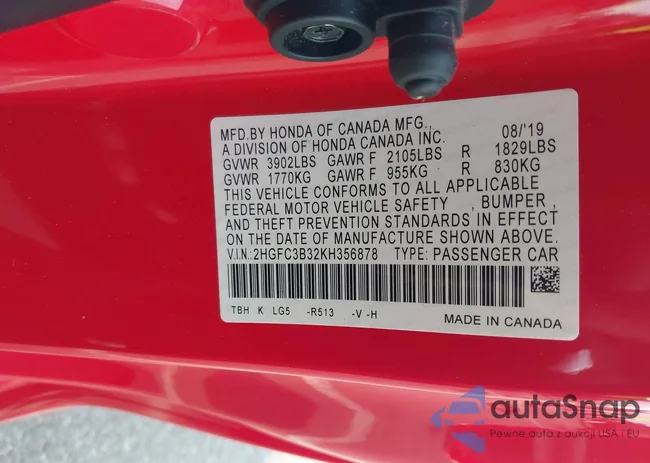 MFD.BY HONDA OF CANADA MFG., 08/'19
A DIVISION OF HONDA CANADA INC.
GVWR 3902LBS GAWR F 2105LBS R 1829LBS
GVWR 1770KG GAWR F 955KG R 830KG
THIS VEHICLE CONFORMS TO ALL APPLICABLE
FEDERAL MOTOR VEHICLE SAFETY , BUMPER ,
AND THEFT PREVENTION STANDARDS IN EFFECT
ON THE DATE OF MANUFACTURE SHOWN ABOVE.
V.I.N.:2HGFC3B32KH356878 TYPE: PASSENGER CAR
TBH K LG5 -R513 -V -H
MADE IN CANADA
autaSnap
Pewne auta z aukcji USA i EU